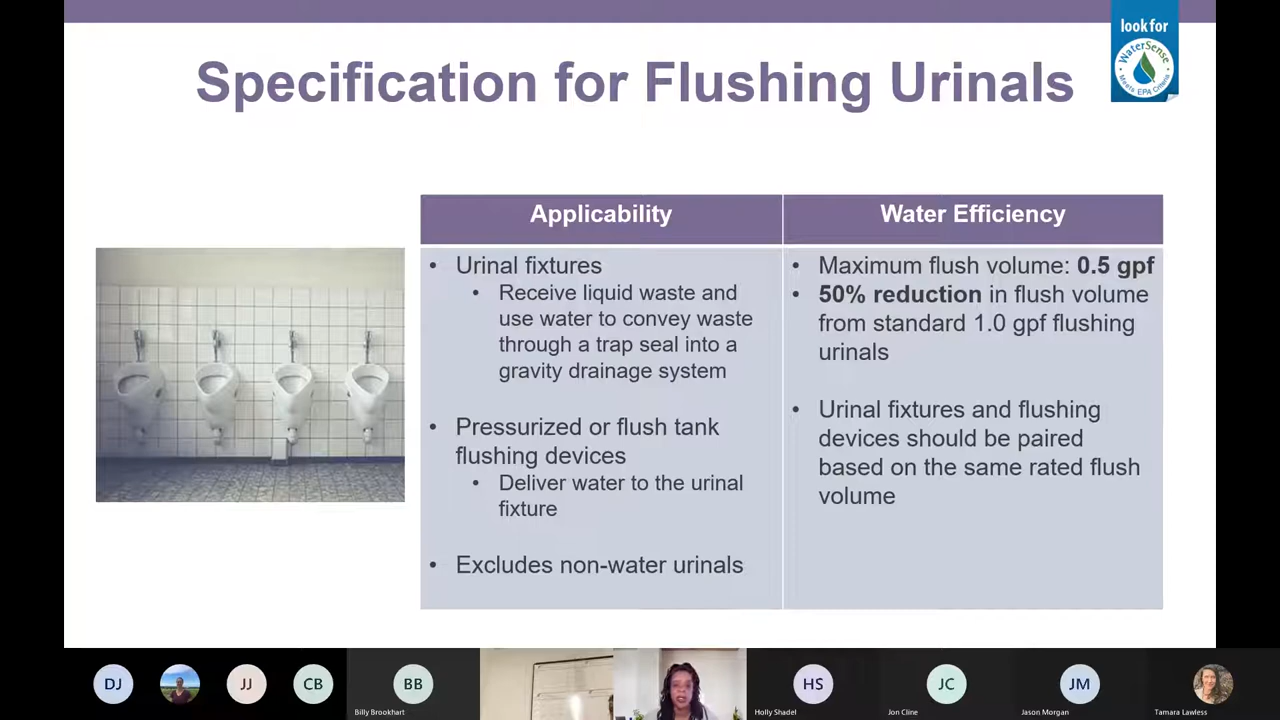 look for
WaterSense
Meets EPA Criteria
Specification for Flushing Urinals
Applicability
• Urinal fixtures
• Receive liquid waste and
use water to convey waste
through a trap seal into a
gravity drainage system
• Pressurized or flush tank
flushing devices
• Deliver water to the urinal
fixture
• Excludes non-water urinals
Water Efficiency
• Maximum flush volume: 0.5 gpf
• 50% reduction in flush volume
from standard 1.0 gpf flushing
urinals
• Urinal fixtures and flushing
devices should be paired
based on the same rated flush
volume
DJ
JJ
CB
BB
Billy Brookhart
HS
Holly Shadel
JC
Jon Cline
JM
Jason Morgan
Tamara Lawless